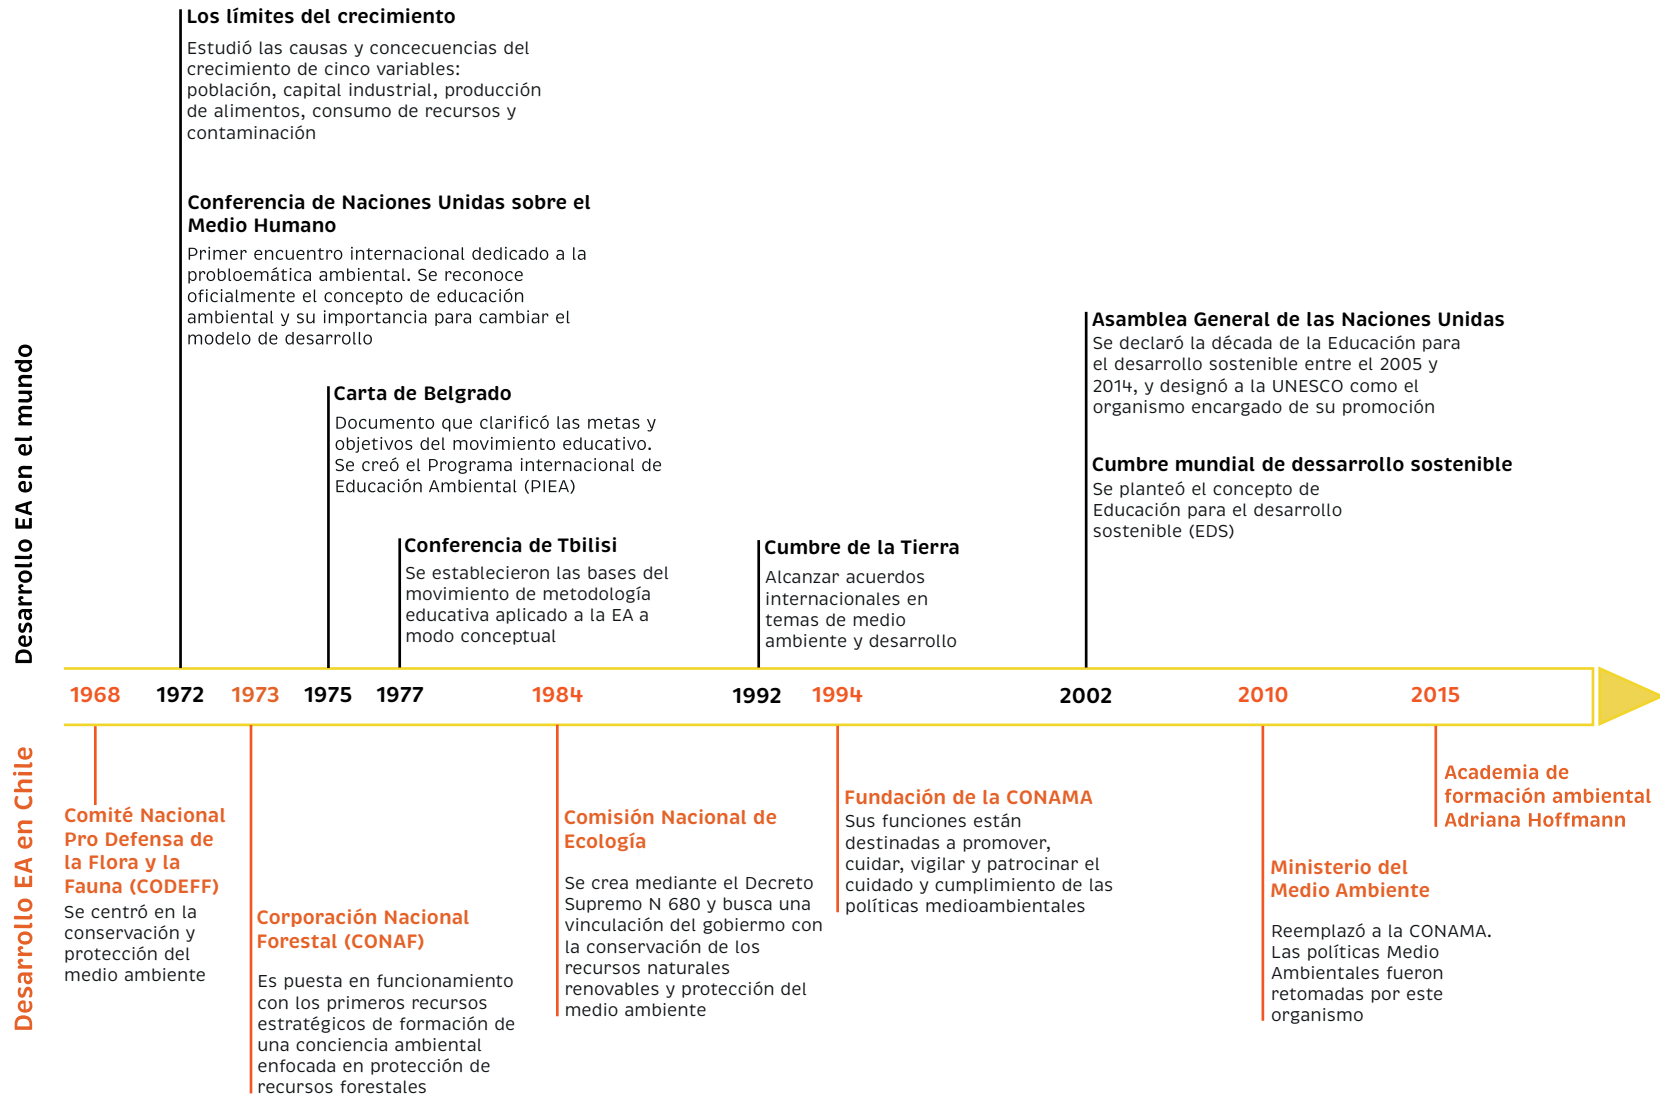 Desarrollo EA en el mundo
Los límites del crecimiento
Estudió las causas y concecuencias del
crecimiento de cinco variables:
población, capital industrial, producción
de alimentos, consumo de recursos y
contaminación
Conferencia de Naciones Unidas sobre el
Medio Humano
Primer encuentro internacional dedicado a la
probloemática ambiental. Se reconoce
oficialmente el concepto de educación
ambiental y su importancia para cambiar el
modelo de desarrollo
Carta de Belgrado
Documento que clarificó las metas y
objetivos del movimiento educativo.
Se creó el Programa internacional de
Educación Ambiental (PIEA)
Conferencia de Tbilisi
Se establecieron las bases del
movimiento de metodología
educativa aplicado a la EA a
modo conceptual
Cumbre de la Tierra
Alcanzar acuerdos
internacionales en
temas de medio
ambiente y desarrollo
Asamblea General de las Naciones Unidas
Se declaró la década de la Educación para
el desarrollo sostenible entre el 2005 y
2014, y designó a la UNESCO como el
organismo encargado de su promoción
Cumbre mundial de dessarrollo sostenible
Se planteó el concepto de
Educación para el desarrollo
sostenible (EDS)
1968 1972 1973 1975 1977 1984 1992 1994 2002 2010 2015
Desarrollo EA en Chile
Comité Nacional
Pro Defensa de
la Flora y la
Fauna (CODEFF)
Se centró en la
conservación y
protección del
medio ambiente
Corporación Nacional
Forestal (CONAF)
Es puesta en funcionamiento
con los primeros recursos
estratégicos de formación de
una conciencia ambiental
enfocada en protección de
recursos forestales
Comisión Nacional de
Ecología
Se crea mediante el Decreto
Supremo N 680 y busca una
vinculación del gobiermo con
la conservación de los
recursos naturales
renovables y protección del
medio ambiente
Fundación de la CONAMA
Sus funciones están
destinadas a promover,
cuidar, vigilar y patrocinar el
cuidado y cumplimiento de las
políticas medioambientales
Ministerio del
Medio Ambiente
Reemplazó a la CONAMA.
Las políticas Medio
Ambientales fueron
retomadas por este
organismo
Academia de
formación ambiental
Adriana Hoffmann